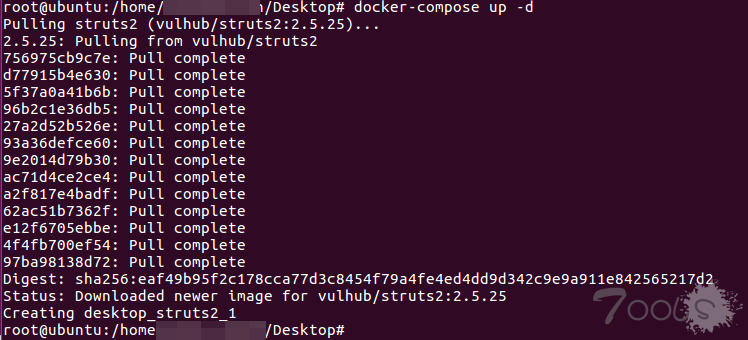 root@ubuntu:/home/ /Desktop# docker-compose up -d
Pulling struts2 (vulhub/struts2:2.5.25)...
2.5.25: Pulling from vulhub/struts2
756975cb9c7e: Pull complete
d77915b4e630: Pull complete
5f37a0a41b6b: Pull complete
96b2c1e36db5: Pull complete
27a2d52b526e: Pull complete
93a36defce60: Pull complete
9e2014d79b30: Pull complete
ac71d4ce2ce4: Pull complete
a2f817e4badf: Pull complete
62ac51b7362f: Pull complete
e12f6705ebbe: Pull complete
4f4fb700ef54: Pull complete
97ba98138d72: Pull complete
Digest: sha256:eaf49b95f2c178cca77d3c8454f79a4fe4ed4dd9d342c9e9a911e842565217d2
Status: Downloaded newer image for vulhub/struts2:2.5.25
Creating desktop_struts2_1
root@ubuntu:/home /Desktop#
7ools